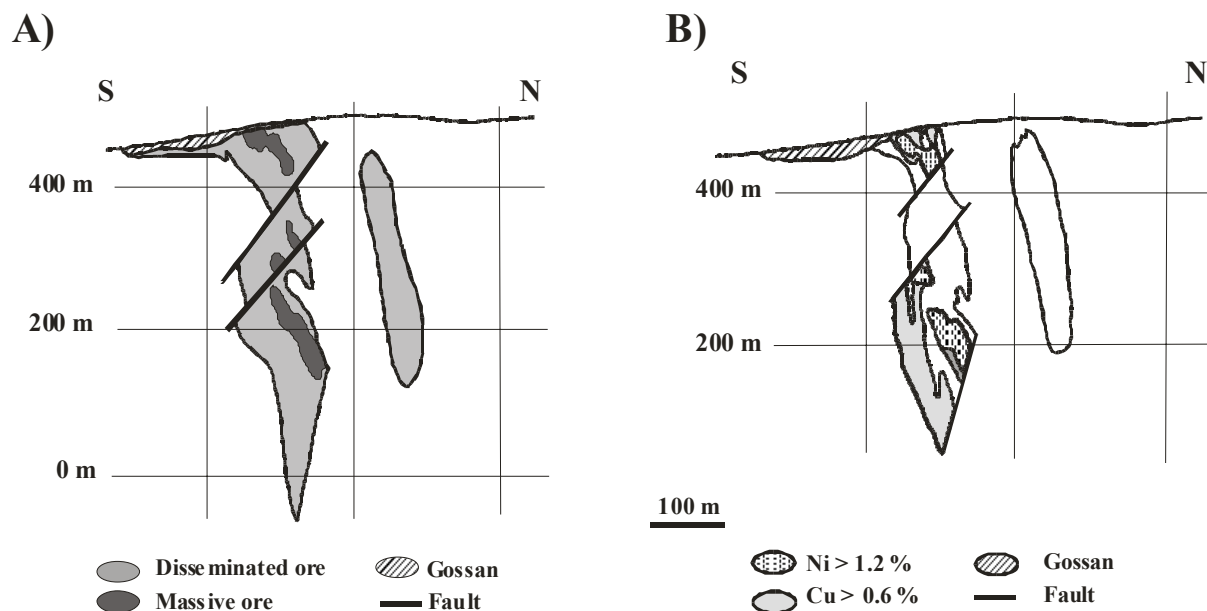 A)
B)
S
N
S
N
400 m
400 m
200 m
200 m
0 m
100 m
Disseminated ore
Gossan
Massive ore
Fault
Ni > 1.2 %
Gossan
Cu > 0.6 %
Fault